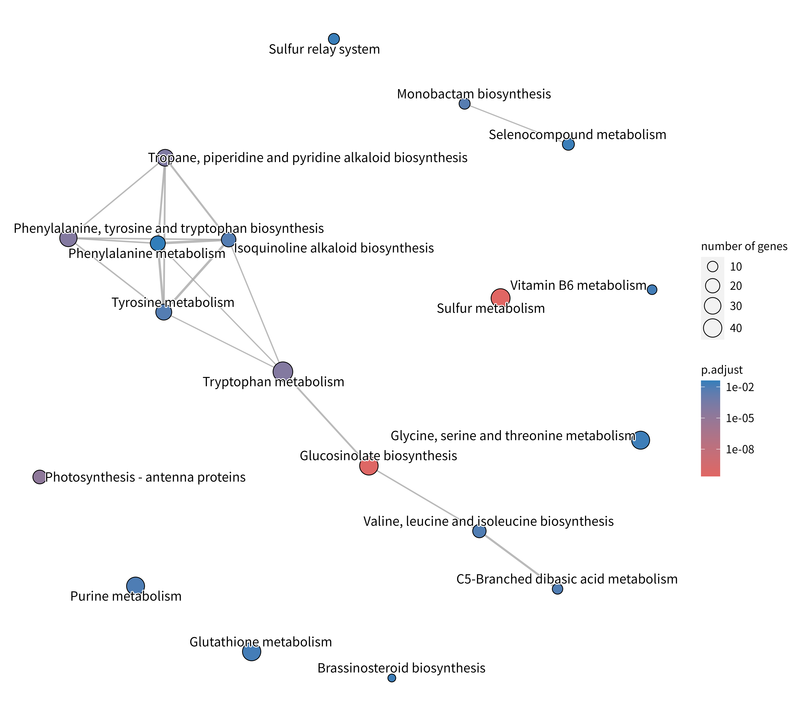 Sulfur relay system
Monobactam biosynthesis
Selenocompound metabolism
Tropane, piperidine and pyridine alkaloid biosynthesis
Phenylalanine, tyrosine and tryptophan biosynthesis
Isoquinoline alkaloid biosynthesis
Phenylalanine metabolism
number of genes
10
20
30
40
Vitamin B6 metabolism
Sulfur metabolism
Tyrosine metabolism
p.adjust
1e-02
1e-05
1e-08
Tryptophan metabolism
Glycine, serine and threonine metabolism
Glucosinolate biosynthesis
Photosynthesis - antenna proteins
Valine, leucine and isoleucine biosynthesis
C5-Branched dibasic acid metabolism
Purine metabolism
Glutathione metabolism
Brassinosteroid biosynthesis